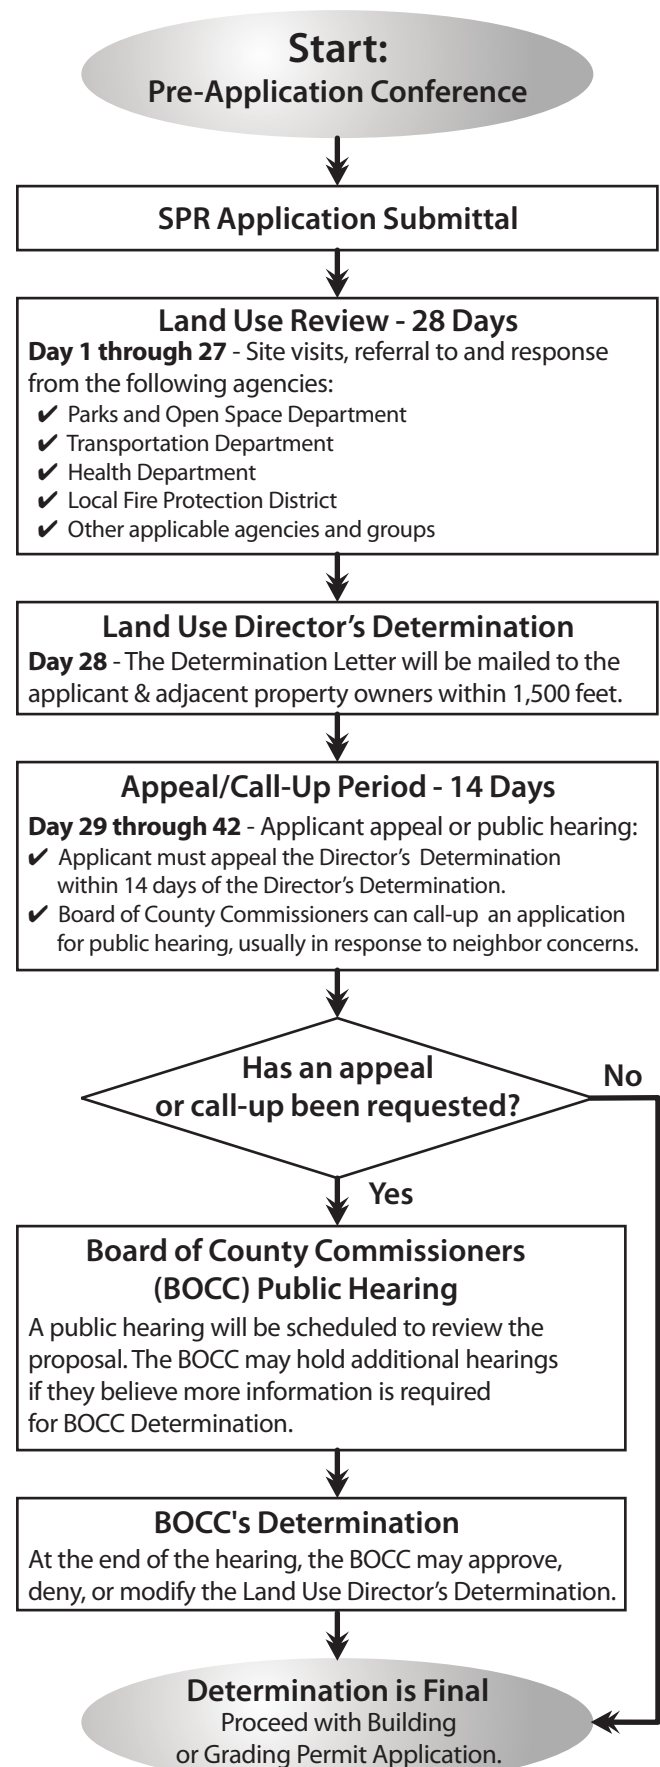 Start:
Pre-Application Conference
SPR Application Submittal
Land Use Review - 28 Days
Day 1 through 27 - Site visits, referral to and response
from the following agencies:
✔ Parks and Open Space Department
✔ Transportation Department
✔ Health Department
✔ Local Fire Protection District
✔ Other applicable agencies and groups
Land Use Director’s Determination
Day 28 - The Determination Letter will be mailed to the
applicant & adjacent property owners within 1,500 feet.
Appeal/Call-Up Period - 14 Days
Day 29 through 42 - Applicant appeal or public hearing:
✔ Applicant must appeal the Director’s Determination
within 14 days of the Director’s Determination.
✔ Board of County Commissioners can call-up an application
for public hearing, usually in response to neighbor concerns.
Has an appeal
or call-up been requested?
No
Yes
Board of County Commissioners
(BOCC) Public Hearing
A public hearing will be scheduled to review the
proposal. The BOCC may hold additional hearings
if they believe more information is required
for BOCC Determination.
BOCC's Determination
At the end of the hearing, the BOCC may approve,
deny, or modify the Land Use Director’s Determination.
Determination is Final
Proceed with Building
or Grading Permit Application.